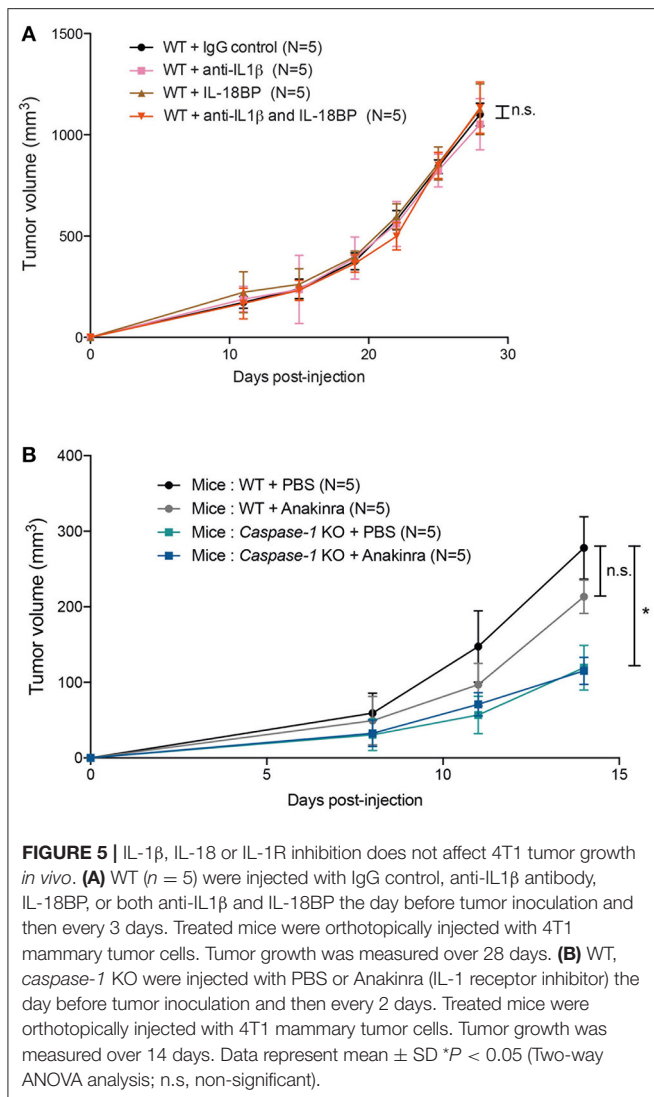 A
1500
WT + IgG control (N=5)
WT + anti-IL1β (N=5)
WT + IL-18BP (N=5)
WT + anti-IL1β and IL-18BP (N=5)
n.s.
1000
500
0
Tumor volume (mm³)
0 10 20 30
Days post-injection
B
400
Mice : WT + PBS (N=5)
Mice : WT + Anakinra (N=5)
Mice : Caspase-1 KO + PBS (N=5)
Mice : Caspase-1 KO + Anakinra (N=5)
300
n.s.
*
200
100
0
Tumor volume (mm³)
0 5 10 15
Days post-injection
FIGURE 5 | IL-1β, IL-18 or IL-1R inhibition does not affect 4T1 tumor growth
in vivo. (A) WT (n = 5) were injected with IgG control, anti-IL1β antibody,
IL-18BP, or both anti-IL1β and IL-18BP the day before tumor inoculation and
then every 3 days. Treated mice were orthotopically injected with 4T1
mammary tumor cells. Tumor growth was measured over 28 days. (B) WT,
caspase-1 KO were injected with PBS or Anakinra (IL-1 receptor inhibitor) the
day before tumor inoculation and then every 2 days. Treated mice were
orthotopically injected with 4T1 mammary tumor cells. Tumor growth was
measured over 14 days. Data represent mean ± SD *P < 0.05 (Two-way
ANOVA analysis; n.s, non-significant).